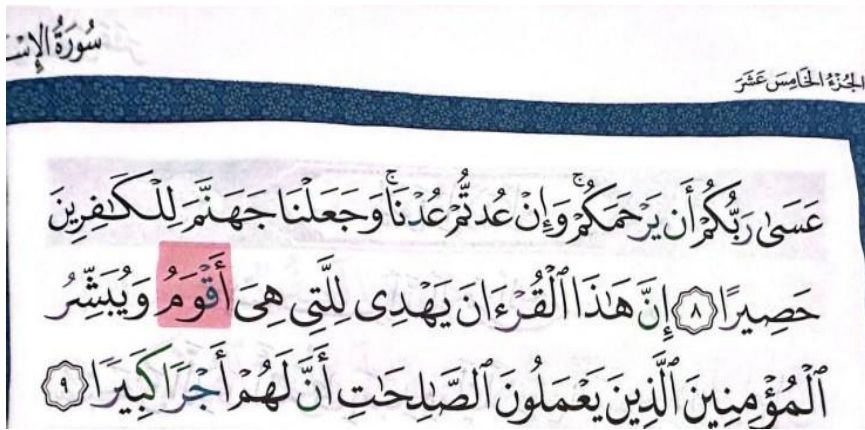 سُورَةُ الإِسْ
الجُزْءُ الخَامِسَ عَشَرَ
عَسَىٰ رَبُّكُمْ أَن يَرْحَمَكُمْ ۚ وَإِنْ عُدتُّمْ عُدْنَا ۚ وَجَعَلْنَا جَهَنَّمَ لِلْكَـٰفِرِينَ
حَصِيرًا ٨ إِنَّ هَـٰذَا ٱلْقُرْءَانَ يَهْدِى لِلَّتِى هِىَ أَقْوَمُ وَيُبَشِّرُ
ٱلْمُؤْمِنِينَ ٱلَّذِينَ يَعْمَلُونَ ٱلصَّـٰلِحَـٰتِ أَنَّ لَهُمْ أَجْرًا كَبِيرًا ٩